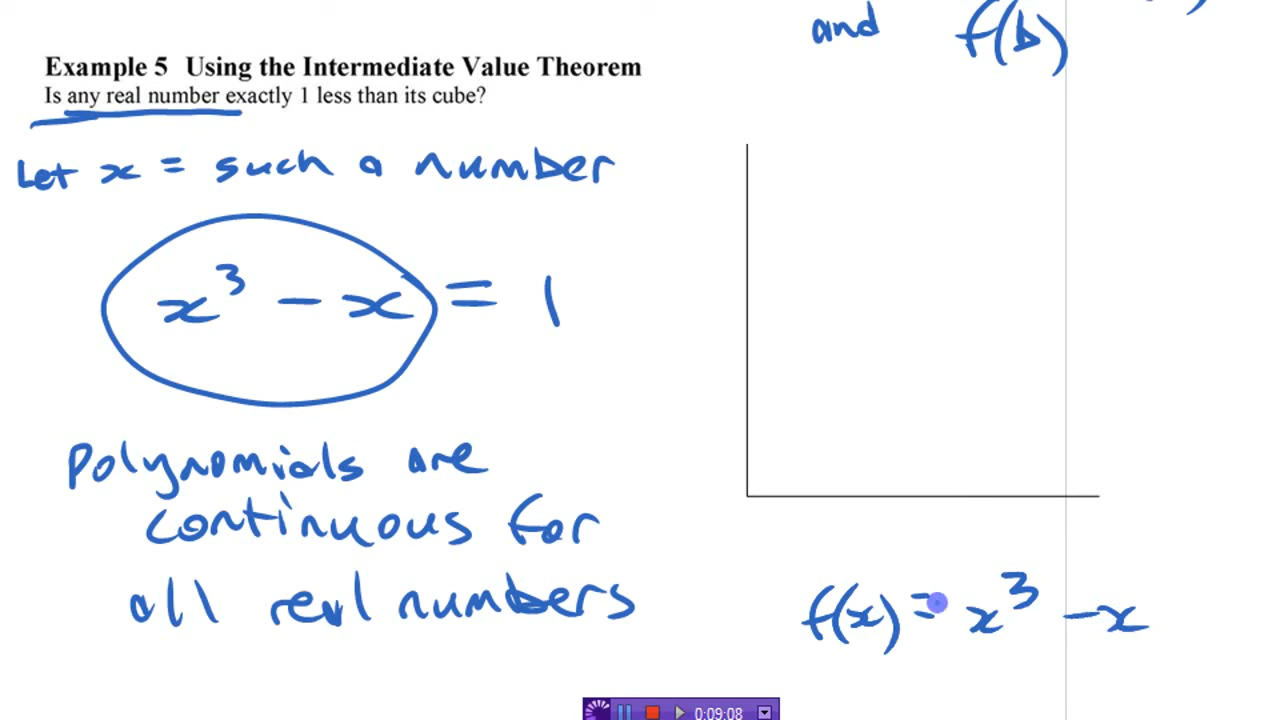 and f(b)
Example 5 Using the Intermediate Value Theorem
Is any real number exactly 1 less than its cube?
Let x = such a number
x³ - x = 1
Polynomials are
continuous for
all real numbers
f(x) = x³ - x
0:09:08